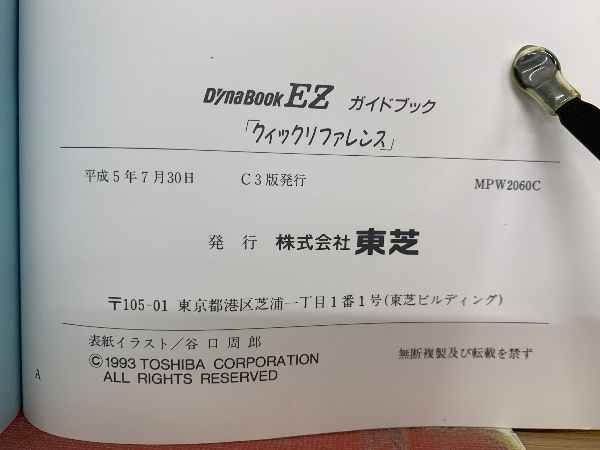 DynaBook EZ ガイドブック
「クィックリファレンス」
平成5年7月30日 C3版発行 MPW2060C
発行 株式会社 東芝
〒105-01 東京都港区芝浦一丁目1番1号(東芝ビルディング)
表紙イラスト/谷口周郎
©1993 TOSHIBA CORPORATION 無断複製及び転載を禁ず
ALL RIGHTS RESERVED
A